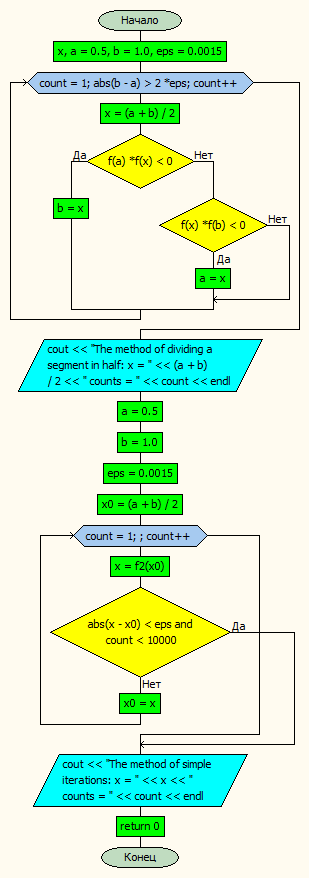 Начало
x, a = 0.5, b = 1.0, eps = 0.0015
count = 1; abs(b - a) > 2 *eps; count++
x = (a + b) / 2
Да
f(a) *f(x) < 0
Нет
b = x
f(x) *f(b) < 0
Нет
Да
a = x
cout << "The method of dividing a
segment in half: x = " << (a + b)
/ 2 << " counts = " << count << endl
a = 0.5
b = 1.0
eps = 0.0015
x0 = (a + b) / 2
count = 1; ; count++
x = f2(x0)
abs(x - x0) < eps and
count < 10000
Да
Нет
x0 = x
cout << "The method of simple
iterations: x = " << x << "
counts = " << count << endl
return 0
Конец